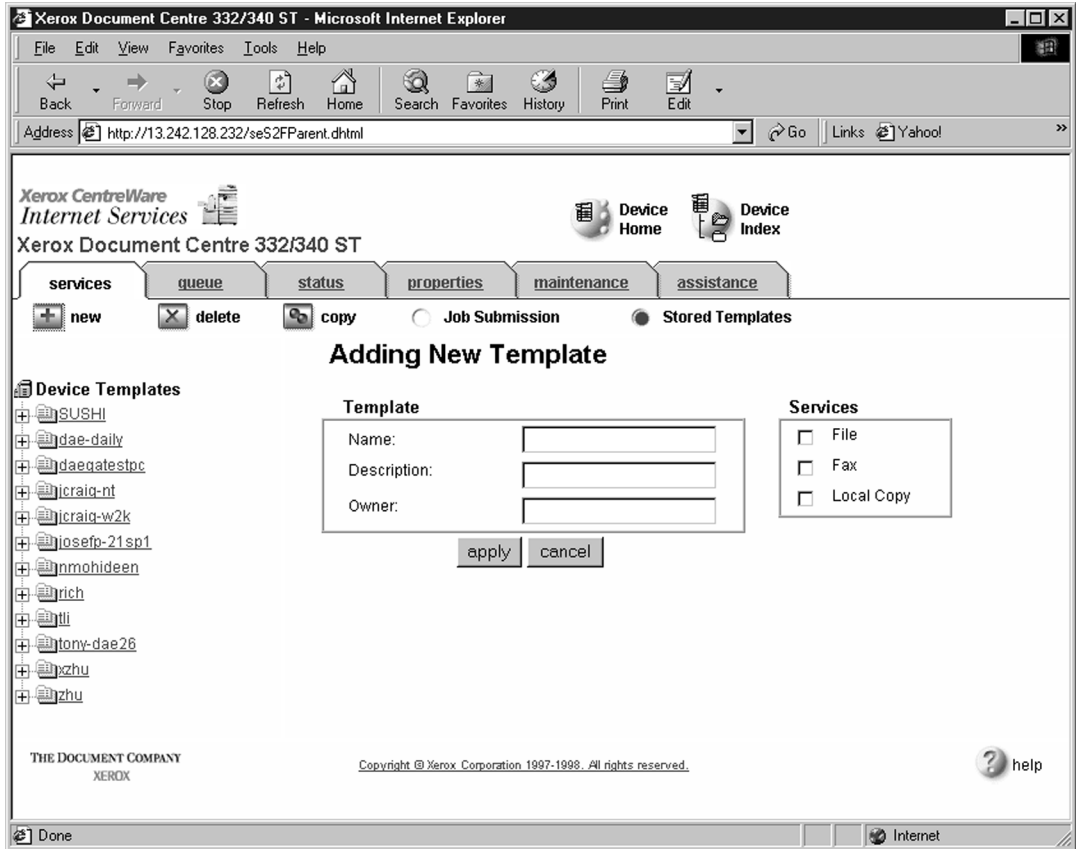 Xerox Document Centre 332/340 ST - Microsoft Internet Explorer
File Edit View Favorites Tools Help
Back Forward Stop Refresh Home Search Favorites History Print Edit
Address http://13.242.128.232/seS2FParent.dhtml Go Links Yahoo! »
Xerox CentreWare
Internet Services
Device Home
Device Index
Xerox Document Centre 332/340 ST
services queue status properties maintenance assistance
new delete copy Job Submission Stored Templates
Adding New Template
Device Templates
SUSHI
dae-daily
daeqatestpc
jcraig-nt
jcraig-w2k
josefp-21sp1
nmohideen
rich
tli
tony-dae26
xzhu
zhu
Template
Name:
Description:
Owner:
apply cancel
Services
File
Fax
Local Copy
THE DOCUMENT COMPANY
XEROX
Copyright © Xerox Corporation 1997-1998. All rights reserved.
help
Done Internet